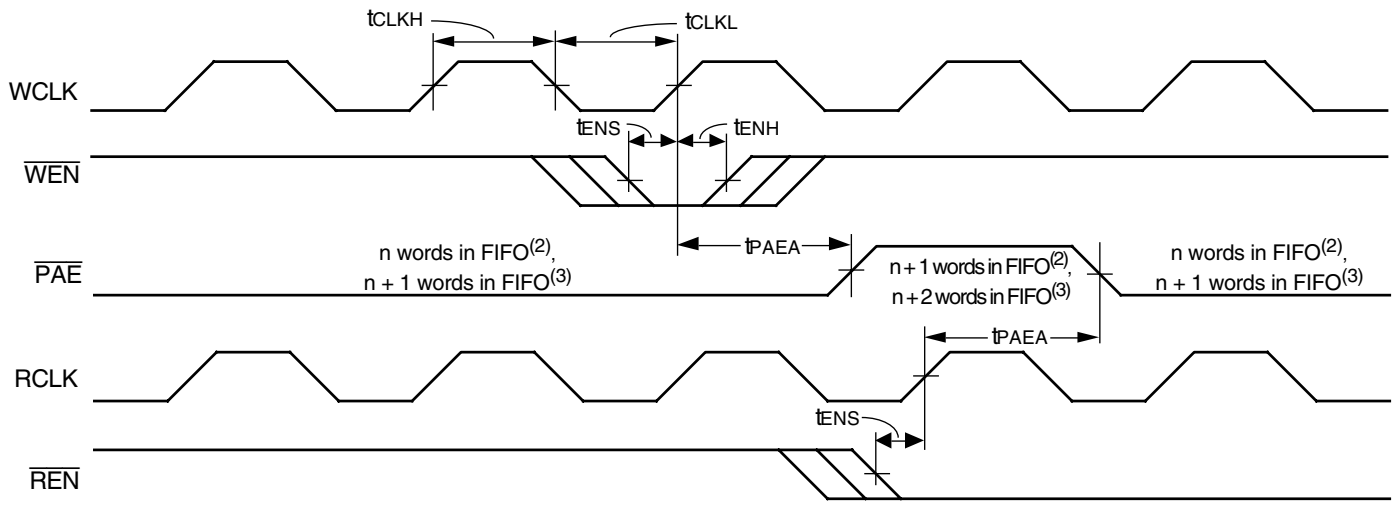 tCLKH
tCLKL
WCLK
tENS
tENH
WEN
tPAEA
PAE
n words in FIFO(2),
n + 1 words in FIFO(3)
n + 1 words in FIFO(2),
n + 2 words in FIFO(3)
n words in FIFO(2),
n + 1 words in FIFO(3)
tPAEA
RCLK
tENS
REN